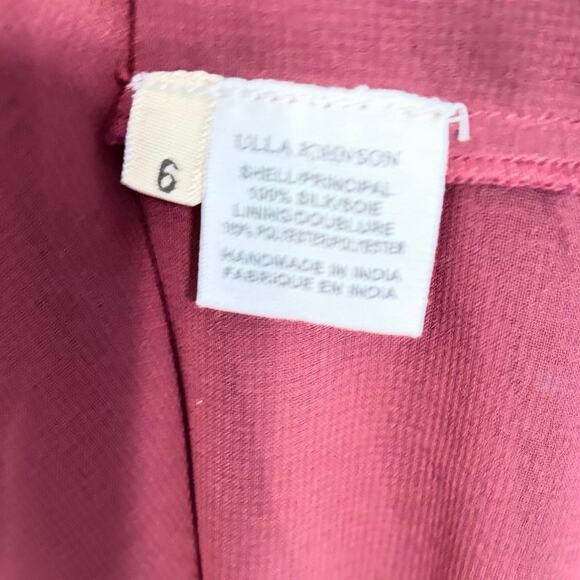 6
ULLA JOHNSON
SHELL/PRINCIPAL
100% SILK/SOIE
LINING/DOUBLURE
100% POLYESTER/POLYESTER
HANDMADE IN INDIA
FABRIQUE EN INDIA